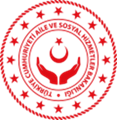 TÜRKİYE CUMHURİYETİ AİLE VE SOSYAL HİZMETLER BAKANLIĞI